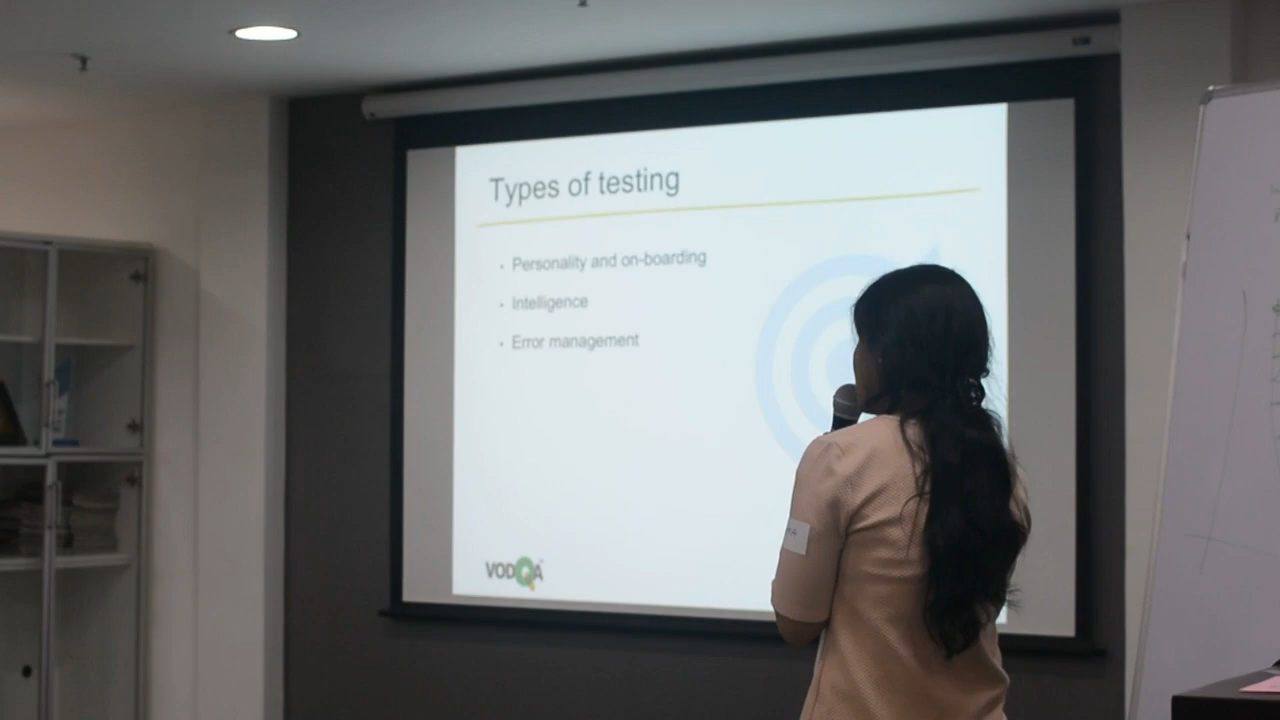 Types of testing
Personality and on-boarding
Intelligence
Error management
VODQA